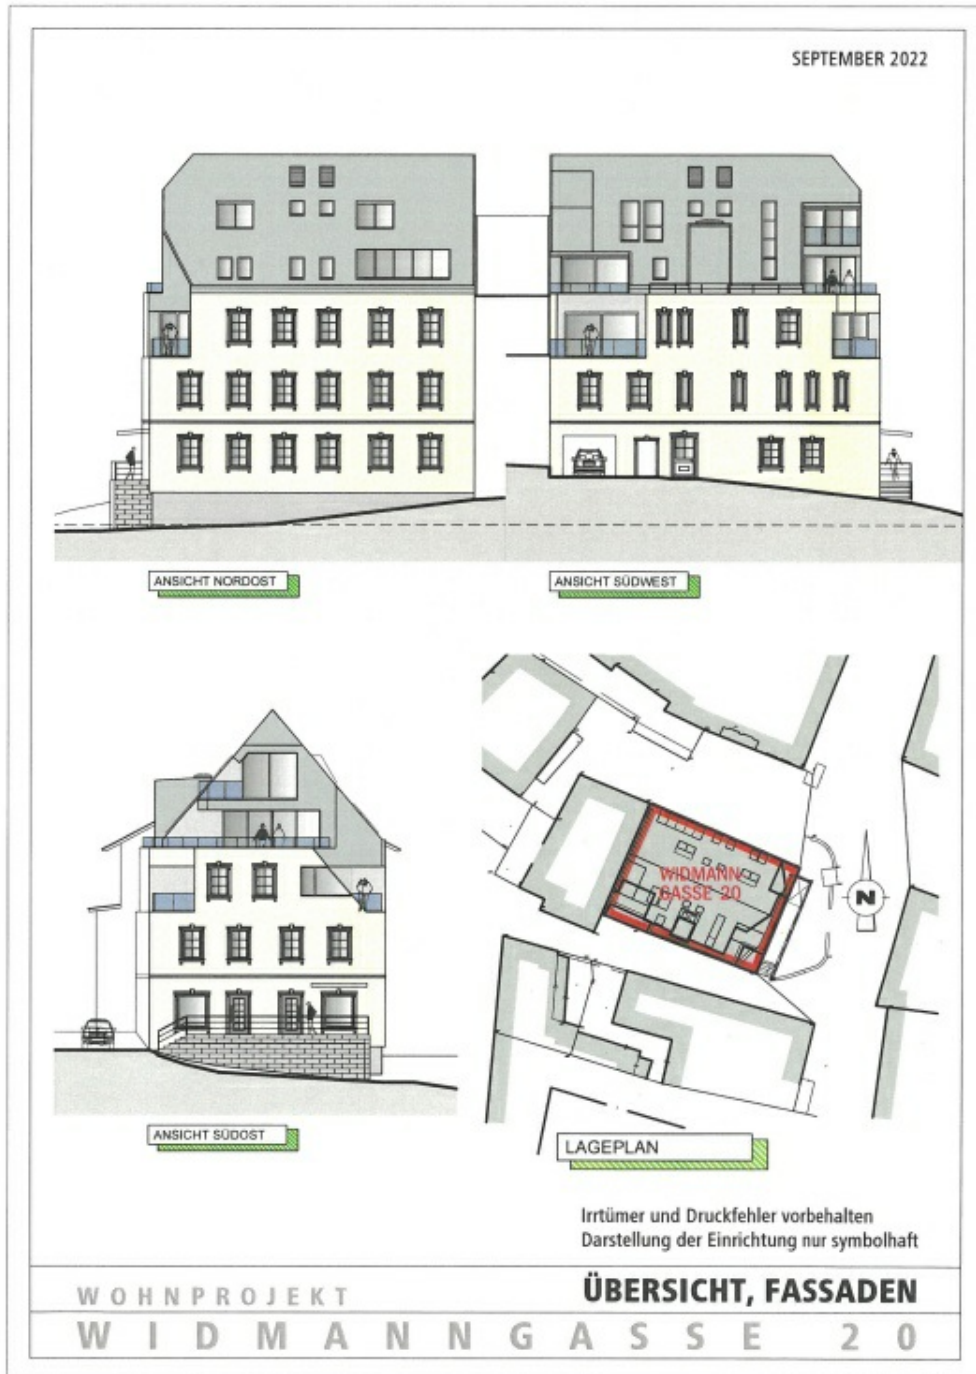 SEPTEMBER 2022
ANSICHT NORDOST
ANSICHT SÜDWEST
WIDMANN-
GASSE 20
N
ANSICHT SÜDOST
LAGEPLAN
Irrtümer und Druckfehler vorbehalten
Darstellung der Einrichtung nur symbolhaft
WOHNPROJEKT
ÜBERSICHT, FASSADEN
WIDMANNGASSE 20